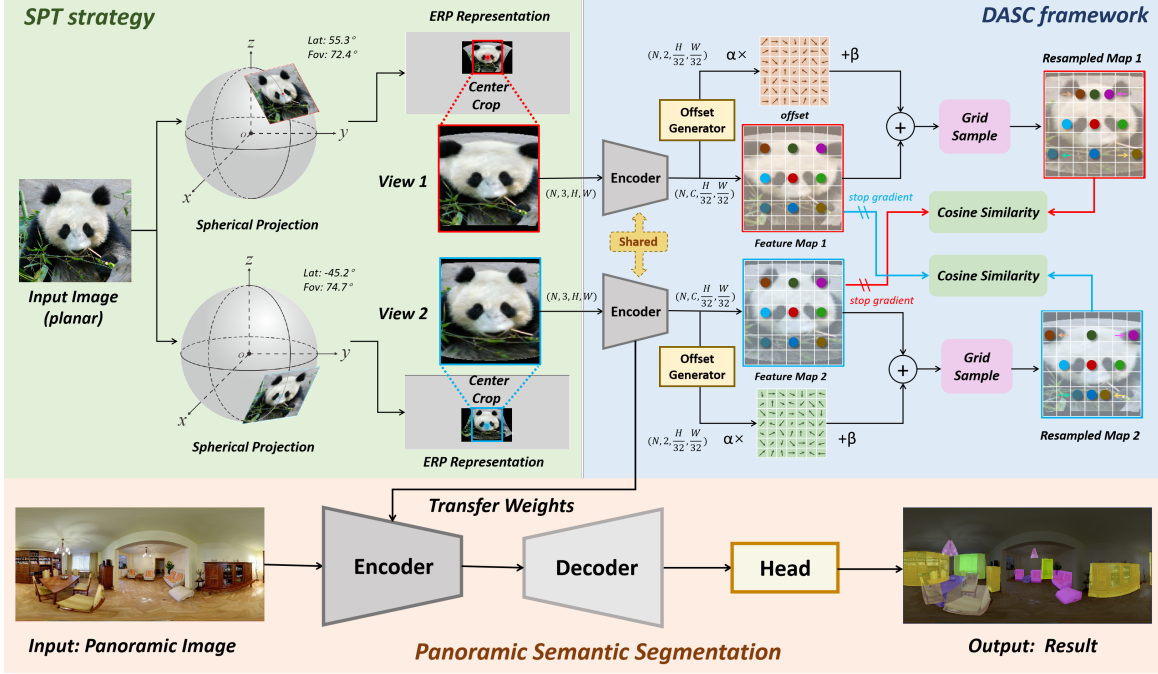 SPT strategy
DASC framework
z
Lat: 55.3°
Fov: 72.4°
o
y
x
Spherical Projection
ERP Representation
Center
Crop
View 1
(N, 3, H, W)
Input Image
(planar)
z
Lat: -45.2°
Fov: 74.7°
o
y
x
Spherical Projection
View 2
(N, 3, H, W)
Center
Crop
ERP Representation
(N, 2, H/32, W/32)
α×
+β
offset
Offset
Generator
Encoder
(N, C, H/32, W/32)
Feature Map 1
+
Grid
Sample
Resampled Map 1
stop gradient
Cosine Similarity
Shared
Cosine Similarity
stop gradient
Encoder
(N, C, H/32, W/32)
Feature Map 2
Offset
Generator
(N, 2, H/32, W/32)
α×
+β
+
Grid
Sample
Resampled Map 2
Transfer Weights
Encoder
Decoder
Head
Input: Panoramic Image
Output: Result
Panoramic Semantic Segmentation